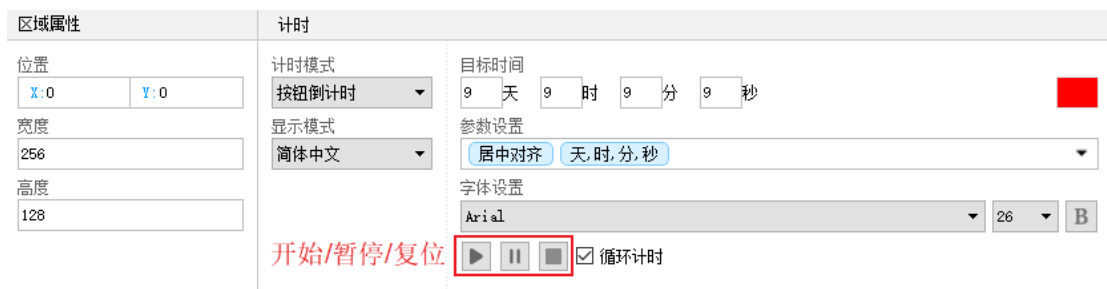 区域属性
计时
位置
X:0 Y:0
宽度
256
高度
128
计时模式
按钮倒计时
显示模式
简体中文
目标时间
9 天 9 时 9 分 9 秒
参数设置
居中对齐 天,时,分,秒
字体设置
Arial 26 B
开始/暂停/复位
循环计时